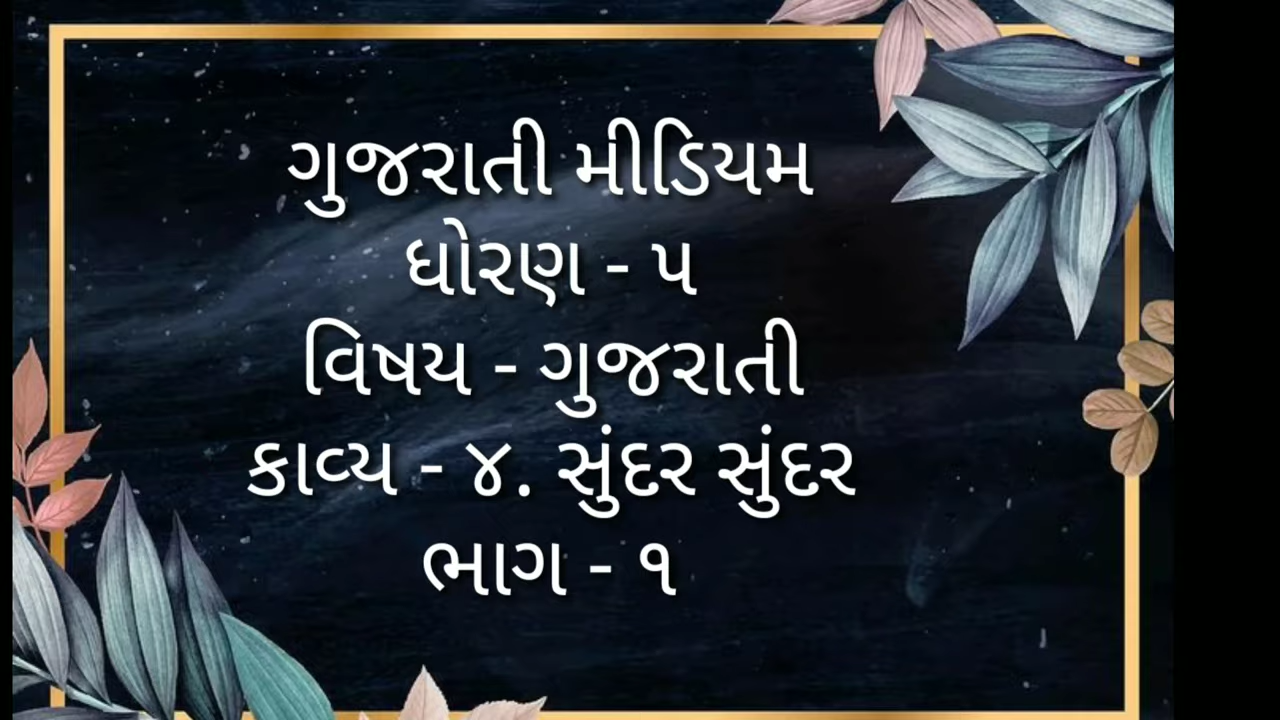 ગુજરાતી મીડિયમ
ધોરણ - ૫
વિષય - ગુજરાતી
કાવ્ય - ૪. સુંદર સુંદર
ભાગ - ૧